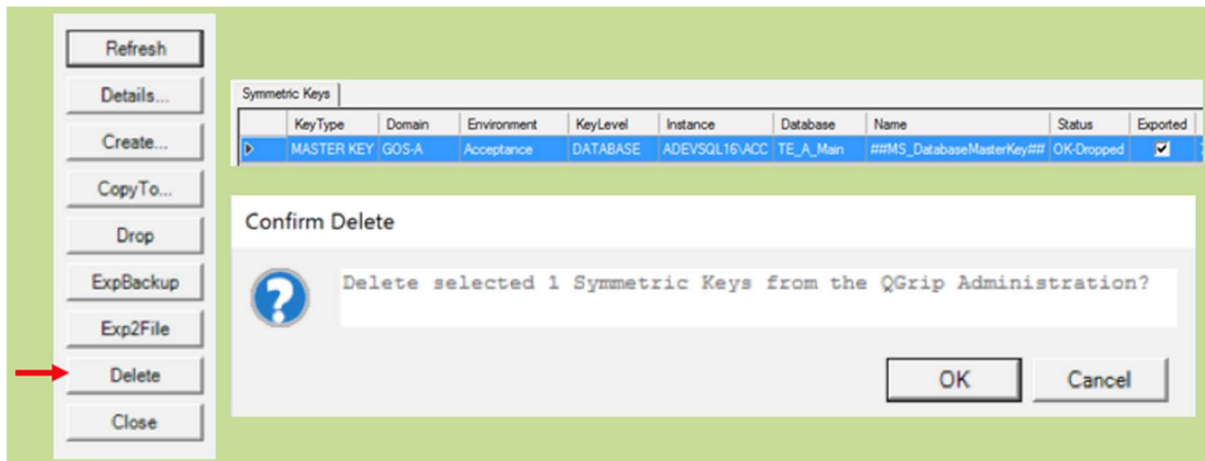 Refresh
Details...
Create...
CopyTo...
Drop
ExpBackup
Exp2File
Delete
Close
Symmetric Keys
KeyType Domain Environment KeyLevel Instance Database Name Status Exported
MASTER KEY GOS-A Acceptance DATABASE ADEVSQL16\ACC TE_A_Main ##MS_DatabaseMasterKey## OK-Dropped
Confirm Delete
Delete selected 1 Symmetric Keys from the QGrip Administration?
OK Cancel